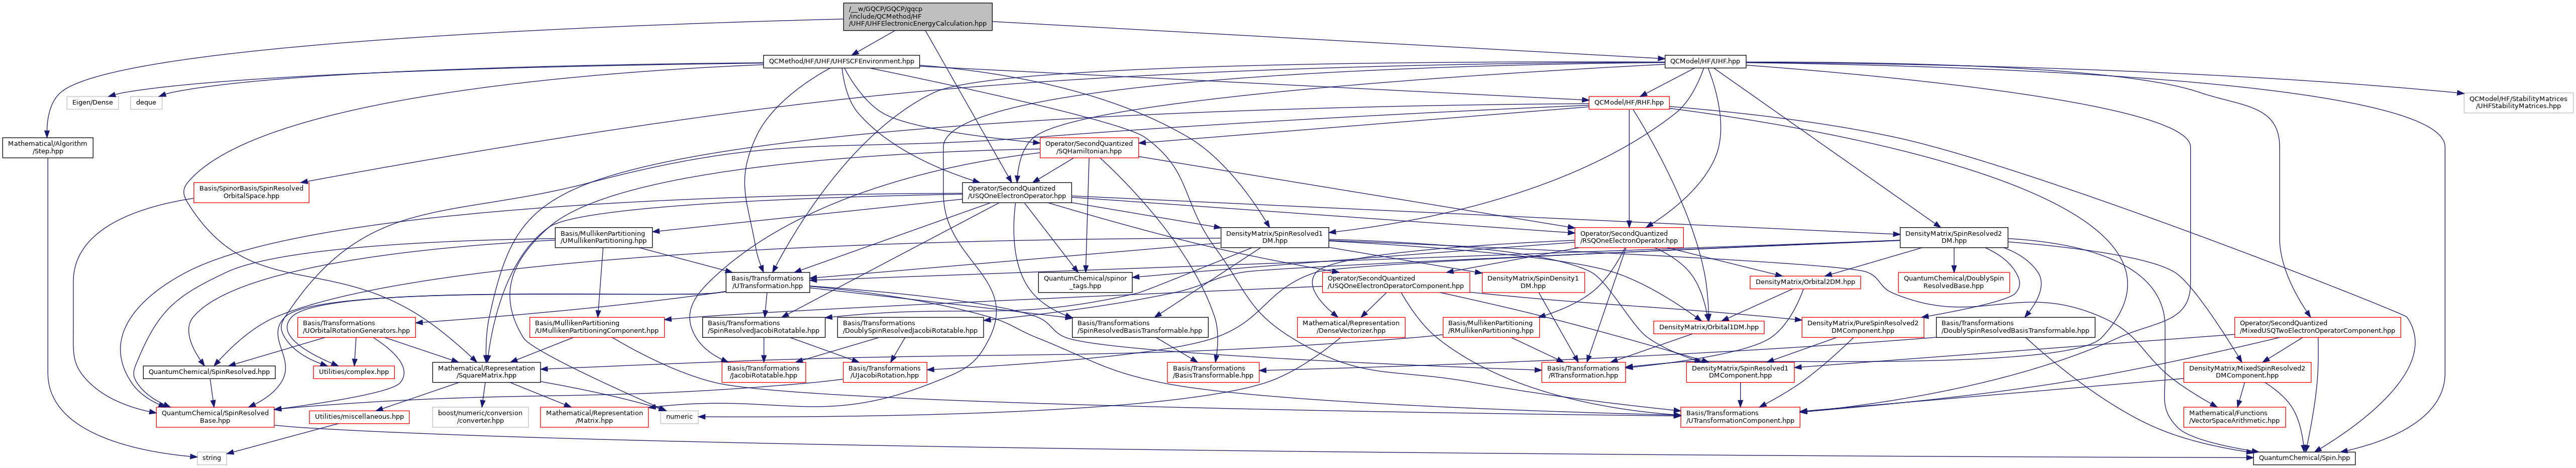 /__w/GQCP/GQCP/gqcp
/include/QCMethod/HF
/UHF/UHFElectronicEnergyCalculation.hpp
QCMethod/HF/UHF/UHFSCFEnvironment.hpp
QCModel/HF/UHF.hpp
Eigen/Dense
deque
QCModel/HF/RHF.hpp
QCModel/HF/StabilityMatrices
/UHFStabilityMatrices.hpp
Mathematical/Algorithm
/Step.hpp
Operator/SecondQuantized
/SQHamiltonian.hpp
Basis/SpinorBasis/SpinResolved
OrbitalSpace.hpp
Operator/SecondQuantized
/USQOneElectronOperator.hpp
Basis/MullikenPartitioning
/UMullikenPartitioning.hpp
DensityMatrix/SpinResolved1
DM.hpp
Operator/SecondQuantized
/RSQOneElectronOperator.hpp
DensityMatrix/SpinResolved2
DM.hpp
Basis/Transformations
/UTransformation.hpp
QuantumChemical/spinor
_tags.hpp
Operator/SecondQuantized
/USQOneElectronOperatorComponent.hpp
DensityMatrix/SpinDensity1
DM.hpp
DensityMatrix/Orbital2DM.hpp
QuantumChemical/DoublySpin
ResolvedBase.hpp
Basis/Transformations
/UOrbitalRotationGenerators.hpp
Basis/MullikenPartitioning
/UMullikenPartitioningComponent.hpp
Basis/Transformations
/SpinResolvedJacobiRotatable.hpp
Basis/Transformations
/DoublySpinResolvedJacobiRotatable.hpp
Basis/Transformations
/SpinResolvedBasisTransformable.hpp
Mathematical/Representation
/DenseVectorizer.hpp
Basis/MullikenPartitioning
/RMullikenPartitioning.hpp
DensityMatrix/Orbital1DM.hpp
DensityMatrix/PureSpinResolved2
DMComponent.hpp
Basis/Transformations
/DoublySpinResolvedBasisTransformable.hpp
Operator/SecondQuantized
/MixedUSQTwoElectronOperatorComponent.hpp
QuantumChemical/SpinResolved.hpp
Utilities/complex.hpp
Mathematical/Representation
/SquareMatrix.hpp
Basis/Transformations
/JacobiRotatable.hpp
Basis/Transformations
/UJacobiRotation.hpp
Basis/Transformations
/BasisTransformable.hpp
Basis/Transformations
/RTransformation.hpp
DensityMatrix/SpinResolved1
DMComponent.hpp
DensityMatrix/MixedSpinResolved2
DMComponent.hpp
QuantumChemical/SpinResolved
Base.hpp
Utilities/miscellaneous.hpp
boost/numeric/conversion
/converter.hpp
Mathematical/Representation
/Matrix.hpp
numeric
Basis/Transformations
/UTransformationComponent.hpp
Mathematical/Functions
/VectorSpaceArithmetic.hpp
string
QuantumChemical/Spin.hpp